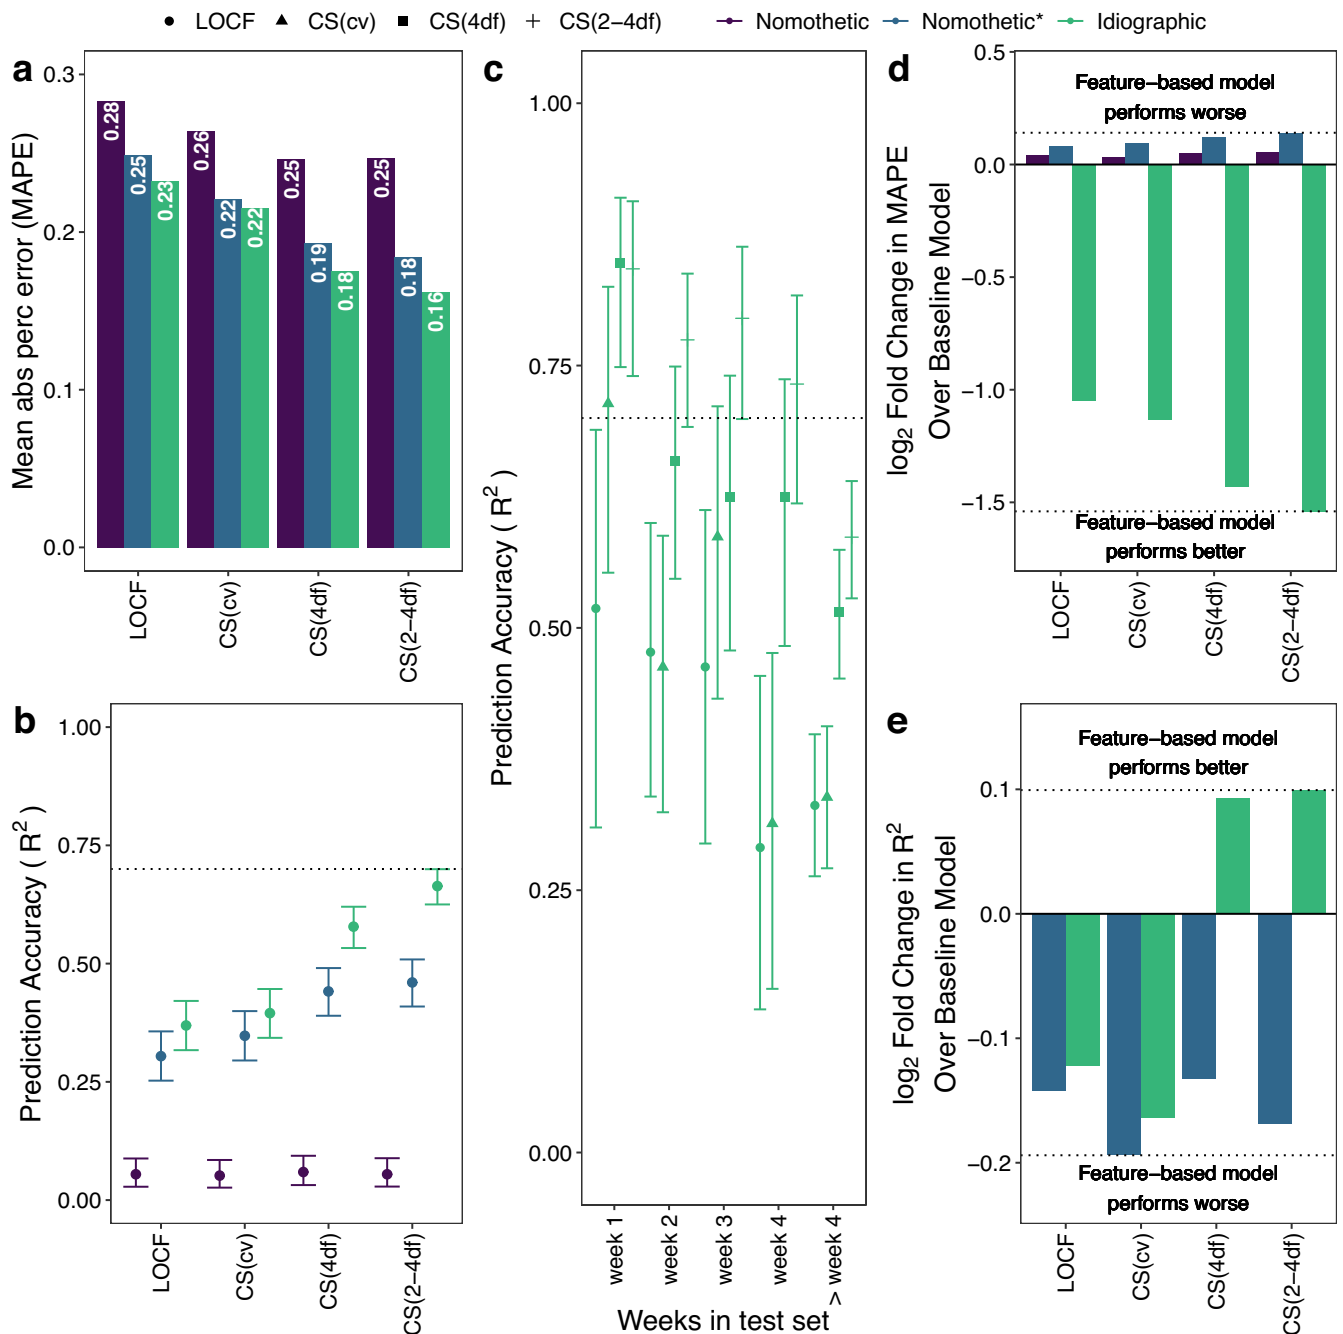 LOCF CS(cv) CS(4df) CS(2−4df) Nomothetic Nomothetic* Idiographic
a
Mean abs perc error (MAPE)
0.3
0.2
0.1
0.0
0.28
0.25
0.23
0.26
0.22
0.22
0.25
0.19
0.18
0.25
0.18
0.16
LOCF
CS(cv)
CS(4df)
CS(2−4df)
b
Prediction Accuracy ( R²)
1.00
0.75
0.50
0.25
0.00
LOCF
CS(cv)
CS(4df)
CS(2−4df)
c
Prediction Accuracy ( R²)
1.00
0.75
0.50
0.25
0.00
week 1
week 2
week 3
week 4
> week 4
Weeks in test set
d
log₂ Fold Change in MAPE
Over Baseline Model
0.5
0.0
−0.5
−1.0
−1.5
Feature−based model
performs worse
Feature−based model
performs better
LOCF
CS(cv)
CS(4df)
CS(2−4df)
e
log₂ Fold Change in R²
Over Baseline Model
0.1
0.0
−0.1
−0.2
Feature−based model
performs better
Feature−based model
performs worse
LOCF
CS(cv)
CS(4df)
CS(2−4df)